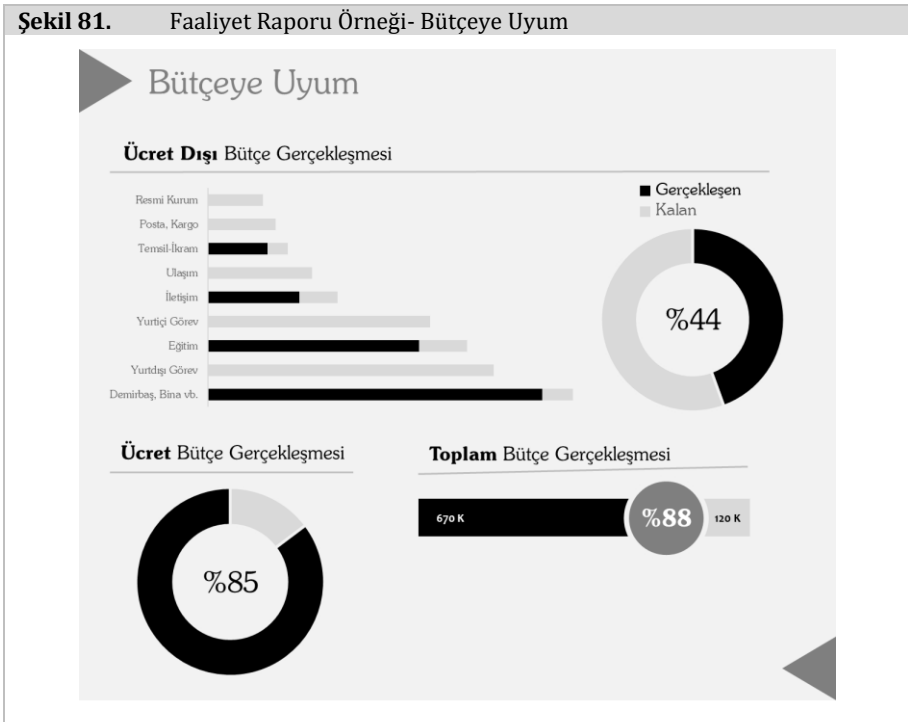 Şekil 81. Faaliyet Raporu Örneği- Bütçeye Uyum
Bütçeye Uyum
Ücret Dışı Bütçe Gerçekleşmesi
Resmi Kurum
Posta, Kargo
Temsil-İkram
Ulaşım
İletişim
Yurtiçi Görev
Eğitim
Yurtdışı Görev
Demirbaş, Bina vb.
Gerçekleşen
Kalan
%44
Ücret Bütçe Gerçekleşmesi
%85
Toplam Bütçe Gerçekleşmesi
670 K
%88
120 K